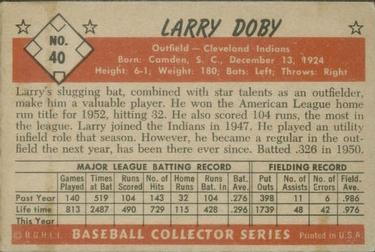 LARRY DOBY
NO.
40
Outfield — Cleveland Indians
Born: Camden, S. C., December 13, 1924
Height: 6-1; Weight: 180; Bats: Left; Throws: Right
Larry's slugging bat, combined with star talents as an outfielder,
make him a valuable player. He won the American League home
run title for 1952, hitting 32. He also scored 104 runs, the most in
the league. Larry joined the Indians in 1947. He played an utility
infield role that season. However, he became a regular in the out-
field the next year, has been there ever since. Batted .326 in 1950.
MAJOR LEAGUE BATTING RECORD FIELDING RECORD
Games Played Times at Bat Runs Scored No. of Hits Home Runs Runs Bat. In Bat. Ave. Put Outs No. of Assists No. of Errors Field. Ave.
Past Year 140 519 104 143 32 104 .276 398 11 6 .986
Life time 813 2487 490 729 115 428 .296 1739 48 42 .976
This Year
© B.G.H.L.I. BASEBALL COLLECTOR SERIES Printed in U.S.A.